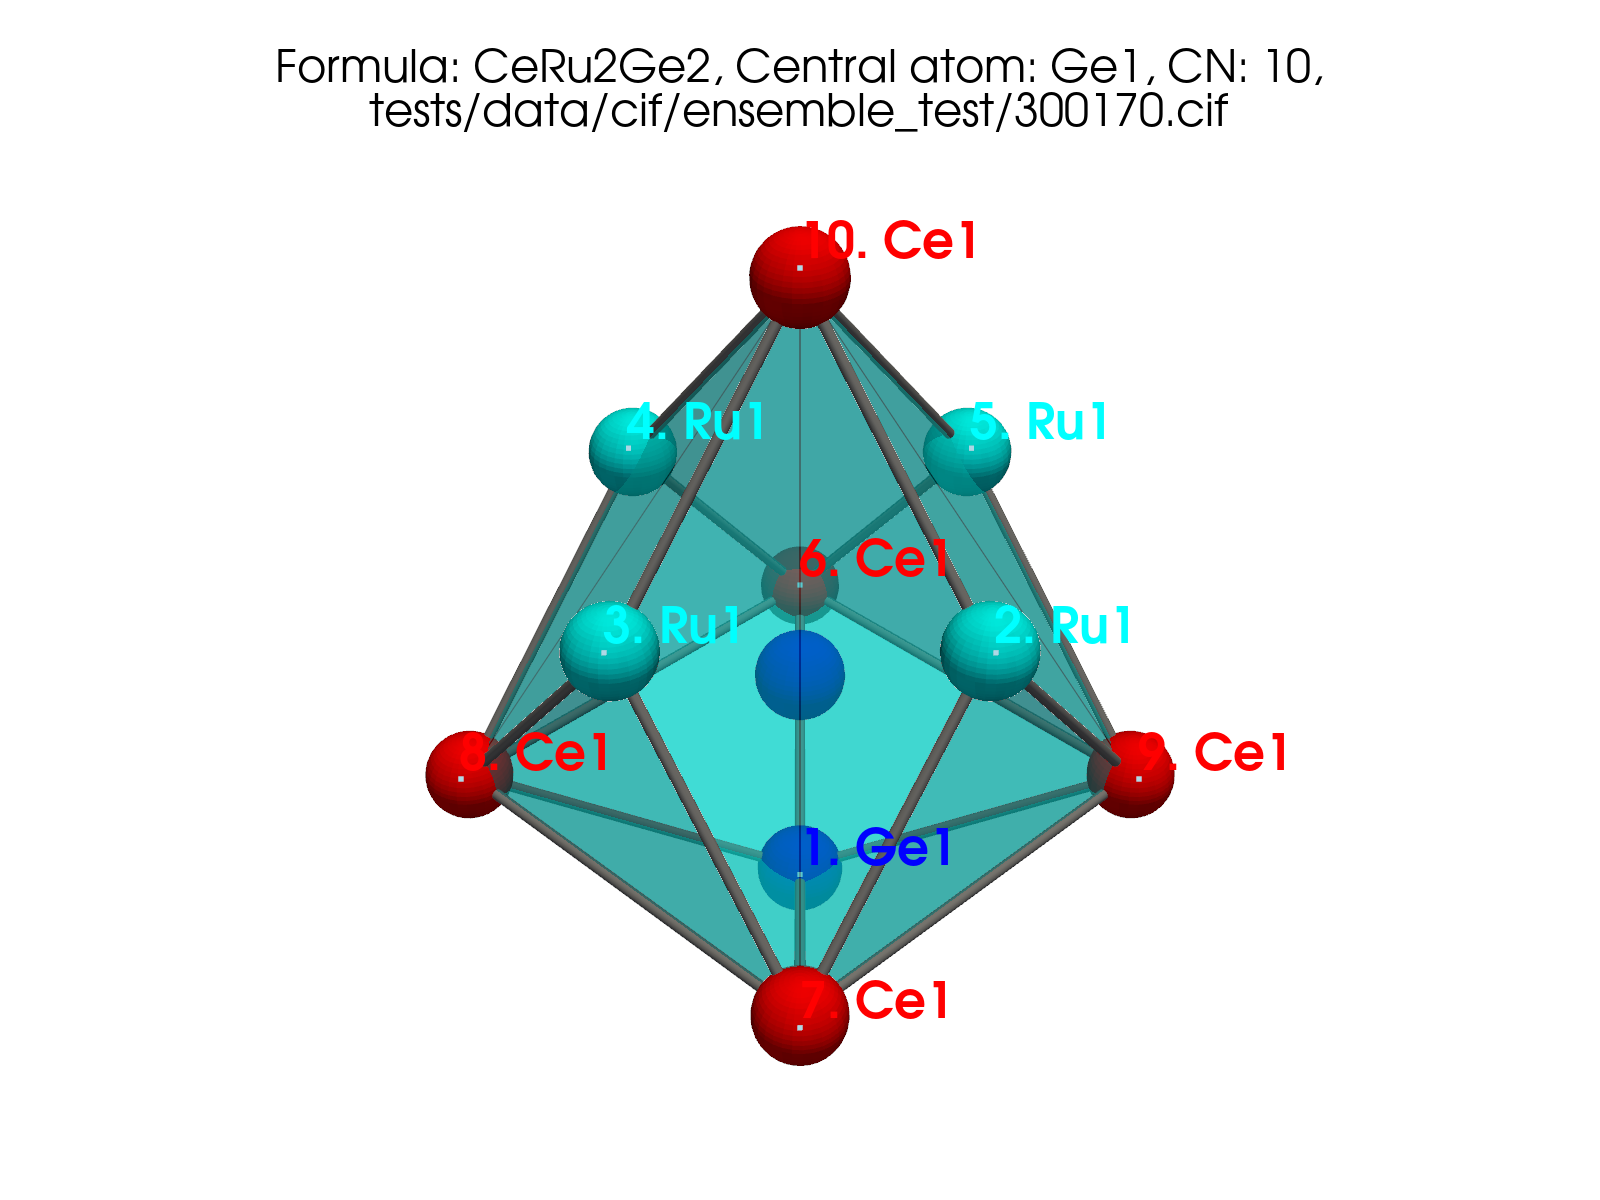 Formula: CeRu2Ge2, Central atom: Ge1, CN: 10,
tests/data/cif/ensemble_test/300170.cif
10. Ce1
4. Ru1
5. Ru1
6. Ce1
3. Ru1
2. Ru1
8. Ce1
9. Ce1
1. Ge1
7. Ce1